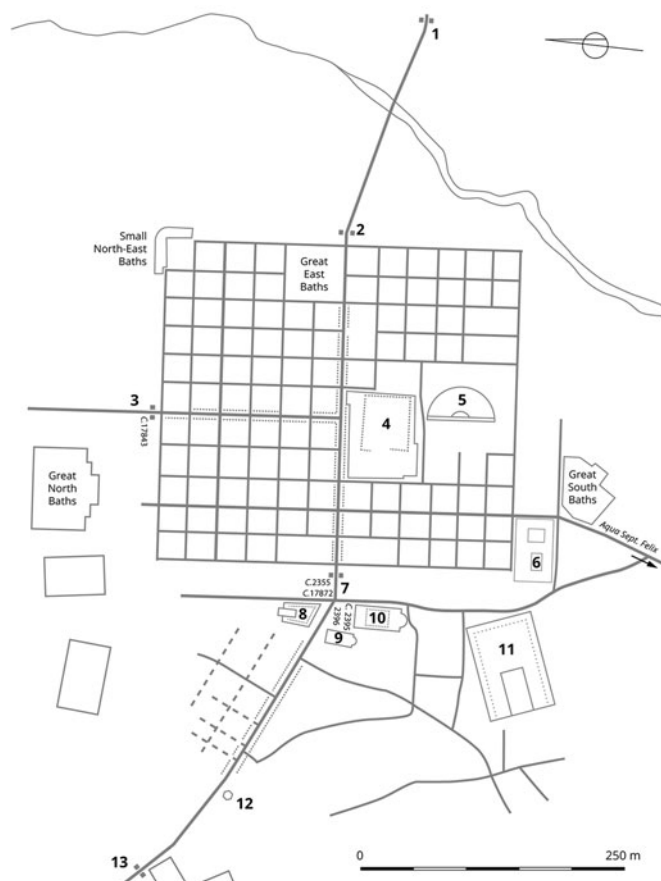 1
2
Small
North-East
Baths
Great
East
Baths
3
C.17843
4
5
Great
North
Baths
Great
South
Baths
Aqua Sept. Felix
6
C.2355
C.17872
7
8
C.2395
2396
9
10
11
12
13
0
250 m